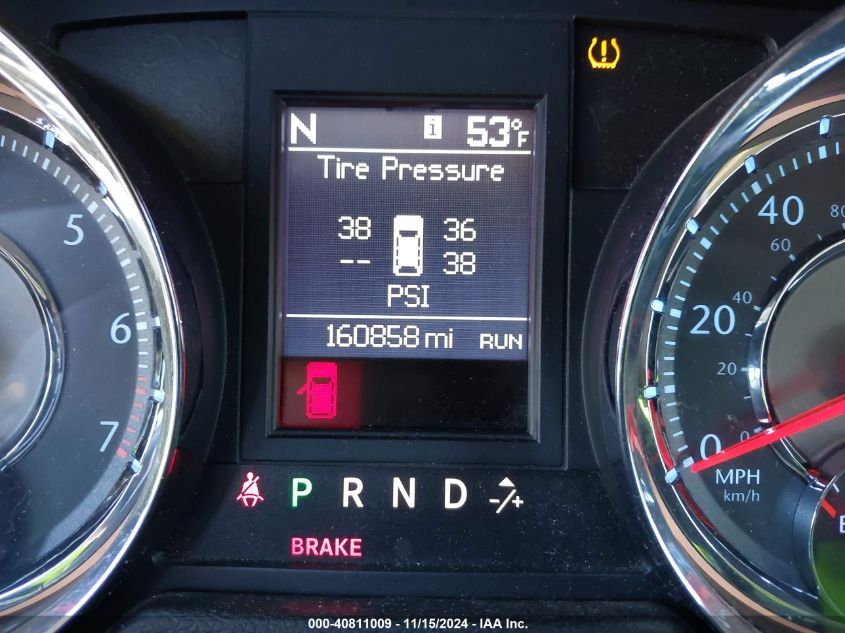 N i 53°F
Tire Pressure
38 36
-- 38
PSI
160858 mi RUN
5
6
7
80
40
60
40
20
20
0
0
MPH
km/h
P R N D -/+
BRAKE
E
000-40811009 - 11/15/2024 - IAA Inc.